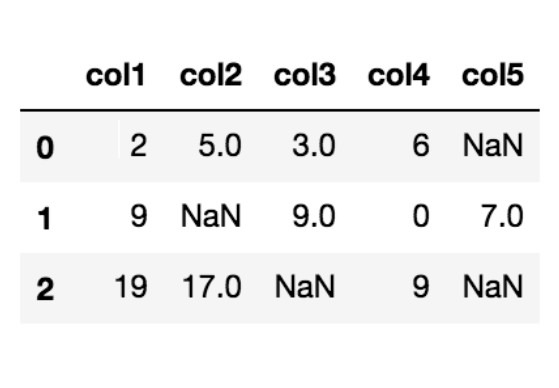 col1 col2 col3 col4 col5
0 2 5.0 3.0 6 NaN
1 9 NaN 9.0 0 7.0
2 19 17.0 NaN 9 NaN